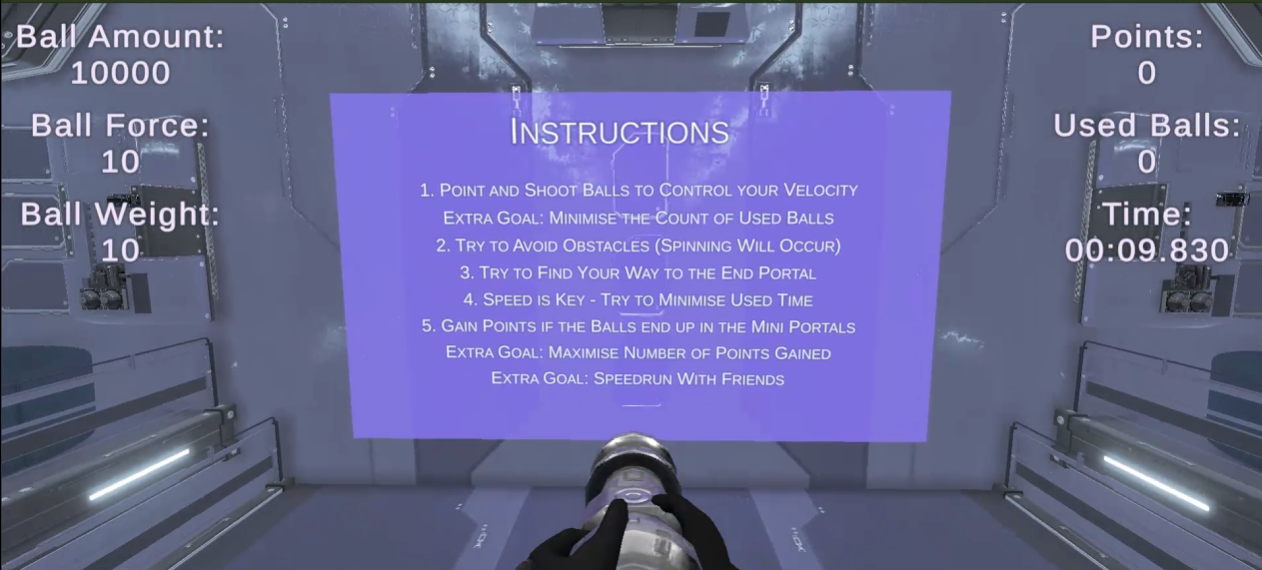 Ball Amount:
10000
Ball Force:
10
Ball Weight:
10
Points:
0
Used Balls:
0
Time:
00:09.830
INSTRUCTIONS
1. POINT AND SHOOT BALLS TO CONTROL YOUR VELOCITY
EXTRA GOAL: MINIMISE THE COUNT OF USED BALLS
2. TRY TO AVOID OBSTACLES (SPINNING WILL OCCUR)
3. TRY TO FIND YOUR WAY TO THE END PORTAL
4. SPEED IS KEY - TRY TO MINIMISE USED TIME
5. GAIN POINTS IF THE BALLS END UP IN THE MINI PORTALS
EXTRA GOAL: MAXIMISE NUMBER OF POINTS GAINED
EXTRA GOAL: SPEEDRUN WITH FRIENDS